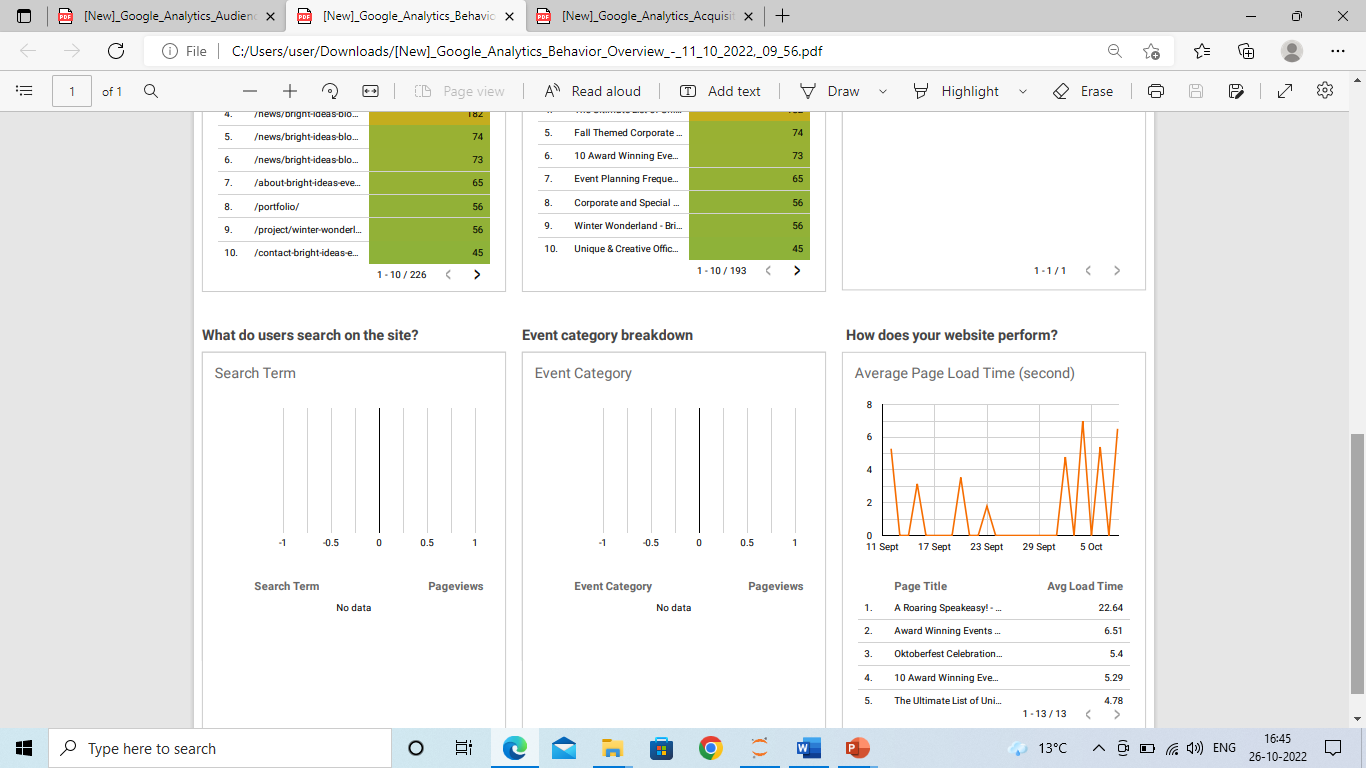 [New]_Google_Analytics_Audienc
[New]_Google_Analytics_Behavio
[New]_Google_Analytics_Acquisit
File
C:/Users/user/Downloads/[New]_Google_Analytics_Behavior_Overview_-_11_10_2022,_09_56.pdf
1 of 1
Page view
Read aloud
Add text
Draw
Highlight
Erase
4. /news/bright-ideas-blo... 182
5. /news/bright-ideas-blo... 74
6. /news/bright-ideas-blo... 73
7. /about-bright-ideas-eve... 65
8. /portfolio/ 56
9. /project/winter-wonderl... 56
10. /contact-bright-ideas-e... 45
1 - 10 / 226
5. Fall Themed Corporate ... 74
6. 10 Award Winning Eve... 73
7. Event Planning Freque... 65
8. Corporate and Special ... 56
9. Winter Wonderland - Bri... 56
10. Unique & Creative Offic... 45
1 - 10 / 193
1 - 1 / 1
What do users search on the site?
Search Term
-1 -0.5 0 0.5 1
Search Term Pageviews
No data
Event category breakdown
Event Category
-1 -0.5 0 0.5 1
Event Category Pageviews
No data
How does your website perform?
Average Page Load Time (second)
8
6
4
2
0
11 Sept 17 Sept 23 Sept 29 Sept 5 Oct
Page Title Avg Load Time
1. A Roaring Speakeasy! - ... 22.64
2. Award Winning Events ... 6.51
3. Oktoberfest Celebration... 5.4
4. 10 Award Winning Eve... 5.29
5. The Ultimate List of Uni... 4.78
1 - 13 / 13
Type here to search
13°C
ENG
16:45
26-10-2022